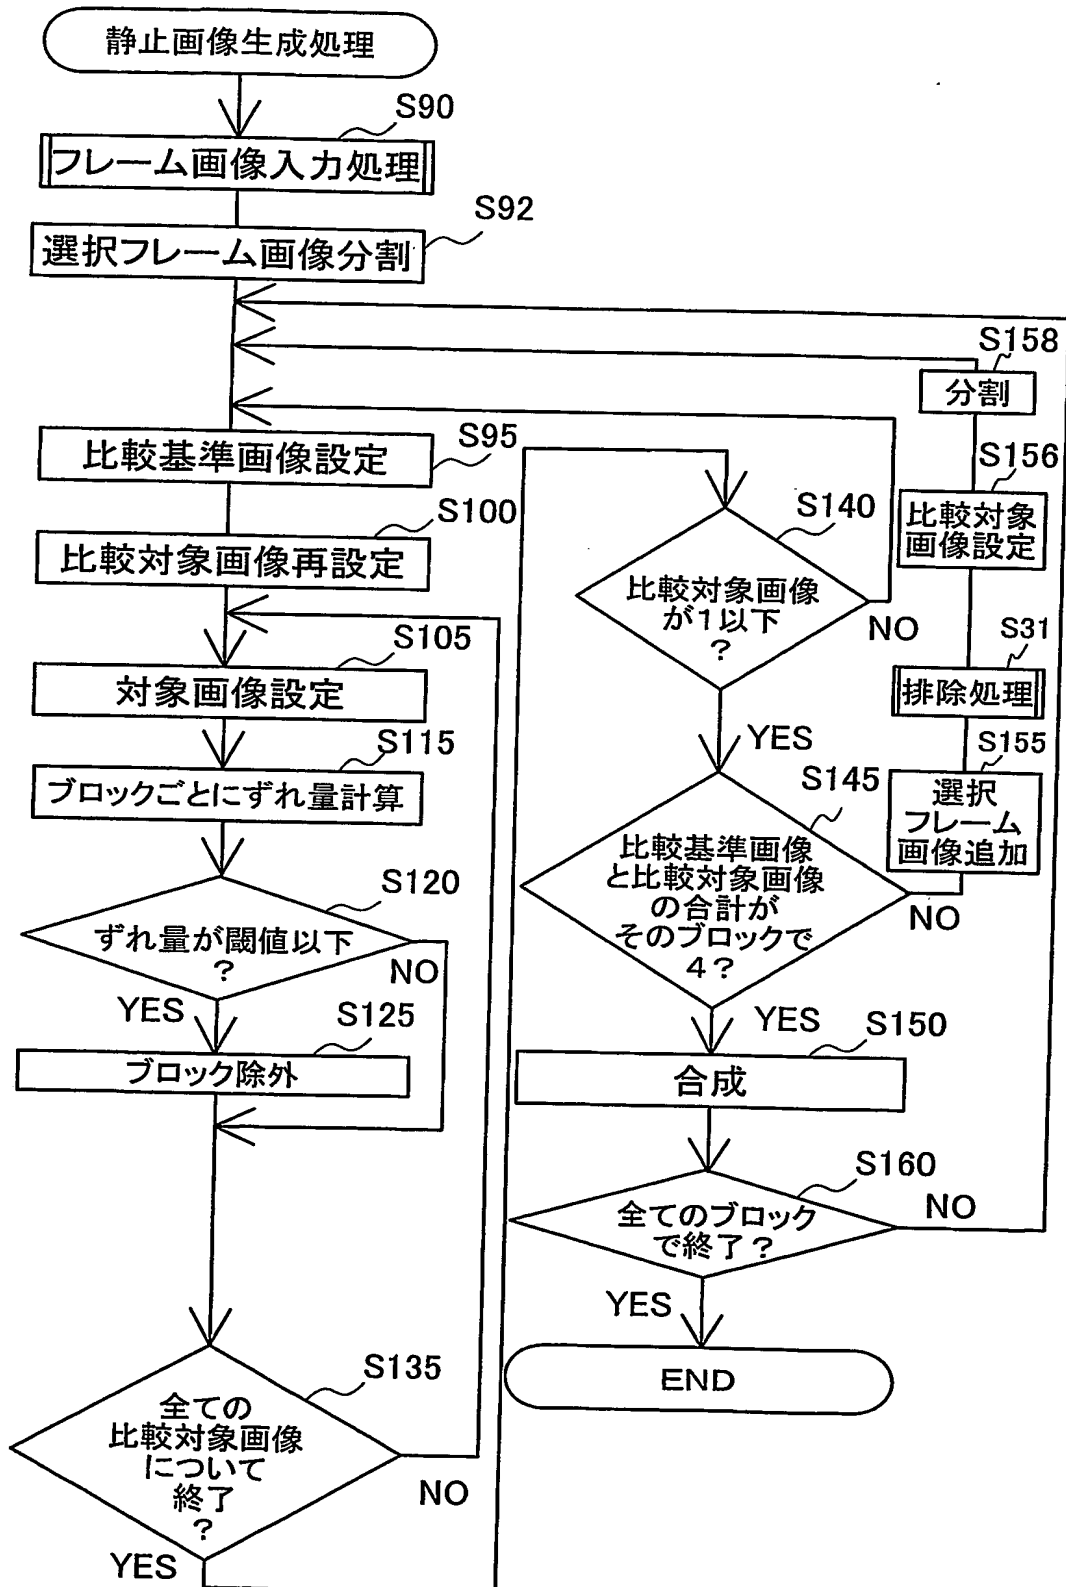 静止画像生成処理
S90
フレーム画像入力処理
S92
選択フレーム画像分割
S95
比較基準画像設定
S100
比較対象画像再設定
S105
対象画像設定
S115
ブロックごとにずれ量計算
S120
ずれ量が閾値以下
?
NO
YES
S125
ブロック除外
S135
全ての
比較対象画像
について
終了
?
NO
YES
S140
比較対象画像
が1以下
?
NO
YES
S145
比較基準画像
と比較対象画像
の合計が
そのブロックで
4?
NO
YES
S150
合成
S160
全てのブロック
で終了?
NO
YES
END
S158
分割
S156
比較対象
画像設定
S31
排除処理
S155
選択
フレーム
画像追加